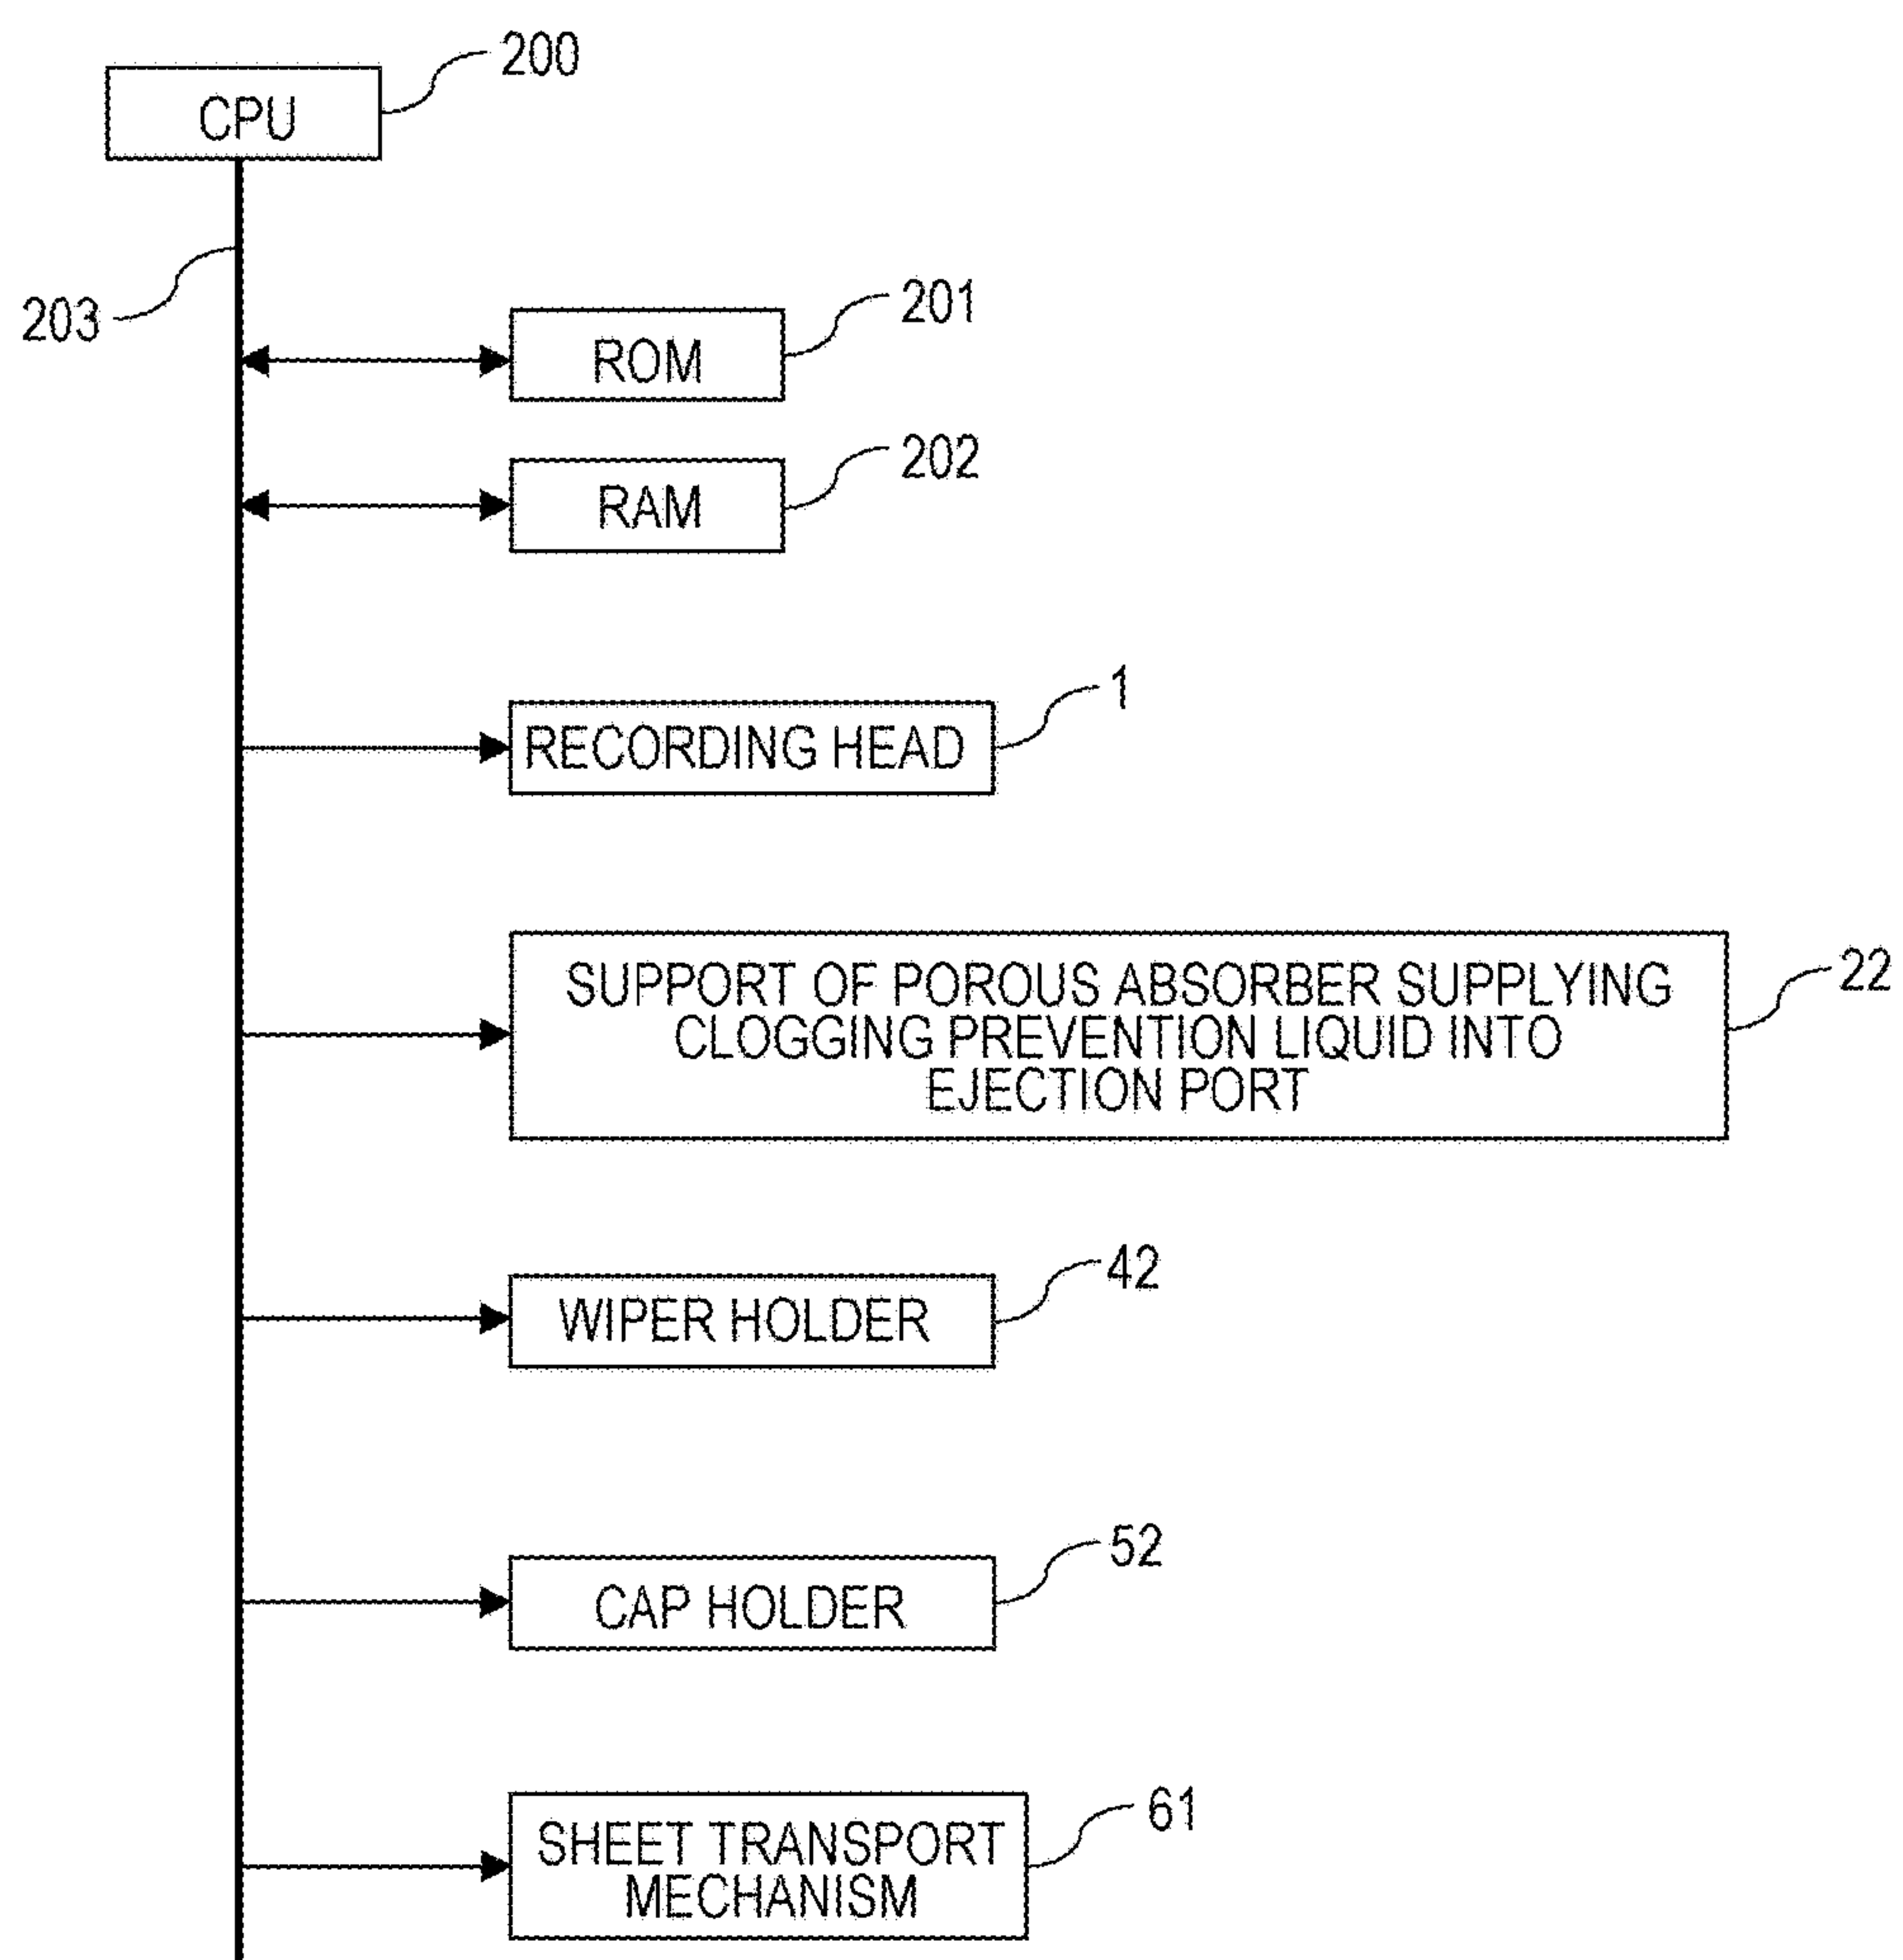 200
CPU
203
201
ROM
202
RAM
1
RECORDING HEAD
22
SUPPORT OF POROUS ABSORBER SUPPLYING
CLOGGING PREVENTION LIQUID INTO
EJECTION PORT
42
WIPER HOLDER
52
CAP HOLDER
61
SHEET TRANSPORT
MECHANISM